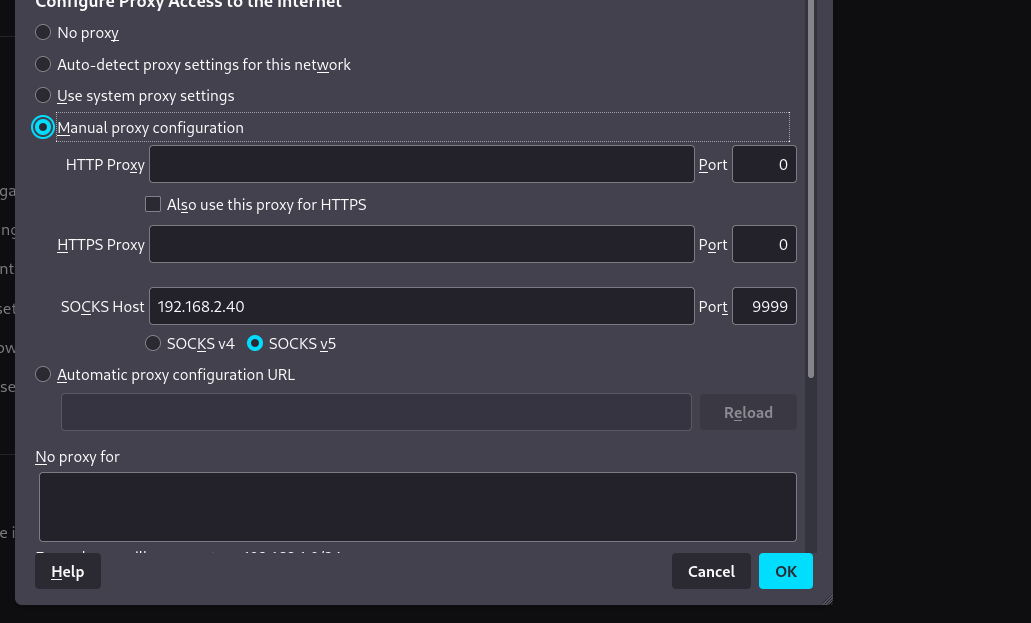 Configure Proxy Access to the Internet
No proxy
Auto-detect proxy settings for this network
Use system proxy settings
Manual proxy configuration
HTTP Proxy Port 0
Also use this proxy for HTTPS
HTTPS Proxy Port 0
SOCKS Host 192.168.2.40 Port 9999
SOCKS v4 SOCKS v5
Automatic proxy configuration URL
Reload
No proxy for
Help Cancel OK